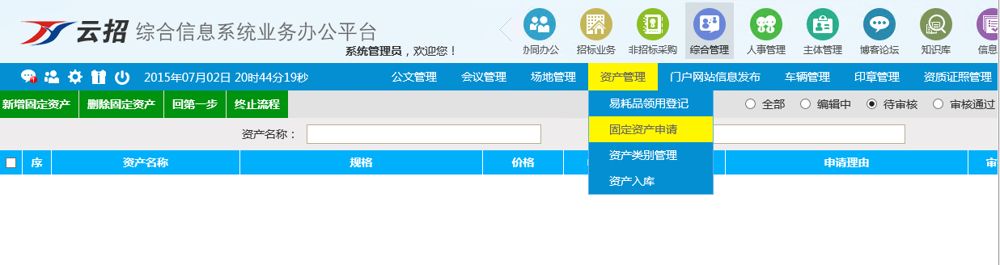 云招 综合信息系统业务办公平台
系统管理员，欢迎您！
协同办公 招标业务 非招标采购 综合管理 人事管理 主体管理 博客论坛 知识库 信息
2015年07月02日 20时44分19秒 公文管理 会议管理 场地管理 资产管理 门户网站信息发布 车辆管理 印章管理 资质证照管理
新增固定资产 删除固定资产 回第一步 终止流程 易耗品领用登记 全部 编辑中 待审核 审核通过
资产名称： 固定资产申请
序 资产名称 规格 价格 资产类别管理 申请理由 审
资产入库